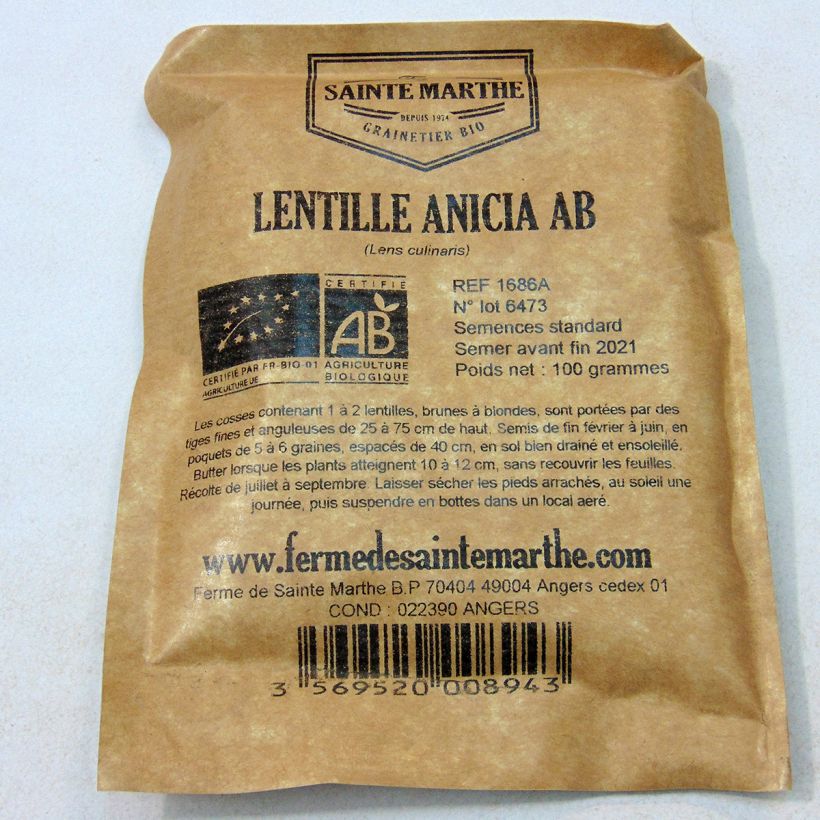 SAINTE MARTHE
DEPUIS 1974
GRAINETIER BIO
LENTILLE ANICIA AB
(Lens culinaris)
CERTIFIÉ
AB
AGRICULTURE
BIOLOGIQUE
CERTIFIÉ PAR FR-BIO-01
AGRICULTURE UE
REF 1686A
N° lot 6473
Semences standard
Semer avant fin 2021
Poids net : 100 grammes
Les cosses contenant 1 à 2 lentilles, brunes à blondes, sont portées par des
tiges fines et anguleuses de 25 à 75 cm de haut. Semis de fin février à juin, en
poquets de 5 à 6 graines, espacés de 40 cm, en sol bien drainé et ensoleillé.
Butter lorsque les plants atteignent 10 à 12 cm, sans recouvrir les feuilles.
Récolte de juillet à septembre. Laisser sécher les pieds arrachés, au soleil une
journée, puis suspendre en bottes dans un local aeré.
www.fermedesaintemarthe.com
Ferme de Sainte Marthe B.P 70404 49004 Angers cedex 01
COND : 022390 ANGERS
3 569520 008943